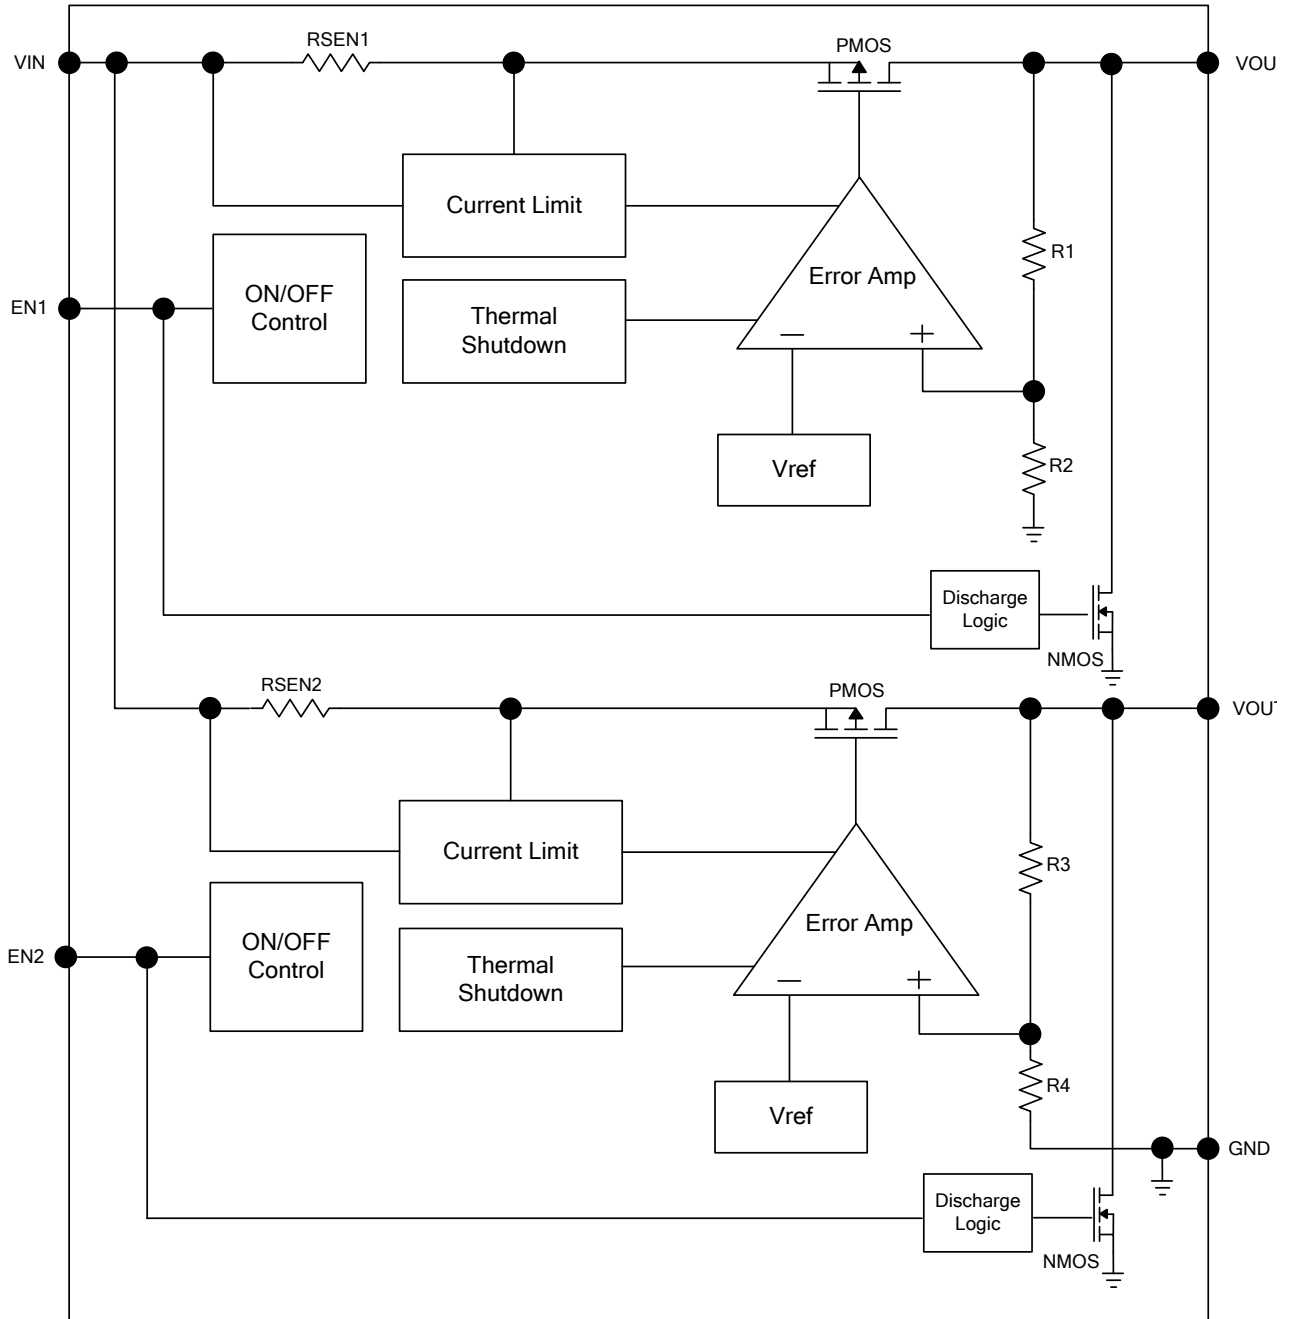 RSEN1
PMOS
VIN
VOU
Current Limit
R1
Error Amp
ON/OFF
Control
EN1
Thermal
Shutdown
— +
Vref
R2
Discharge
Logic
NMOS
RSEN2
PMOS
VOU
Current Limit
R3
Error Amp
ON/OFF
Control
EN2
Thermal
Shutdown
— +
R4
Vref
GND
Discharge
Logic
NMOS